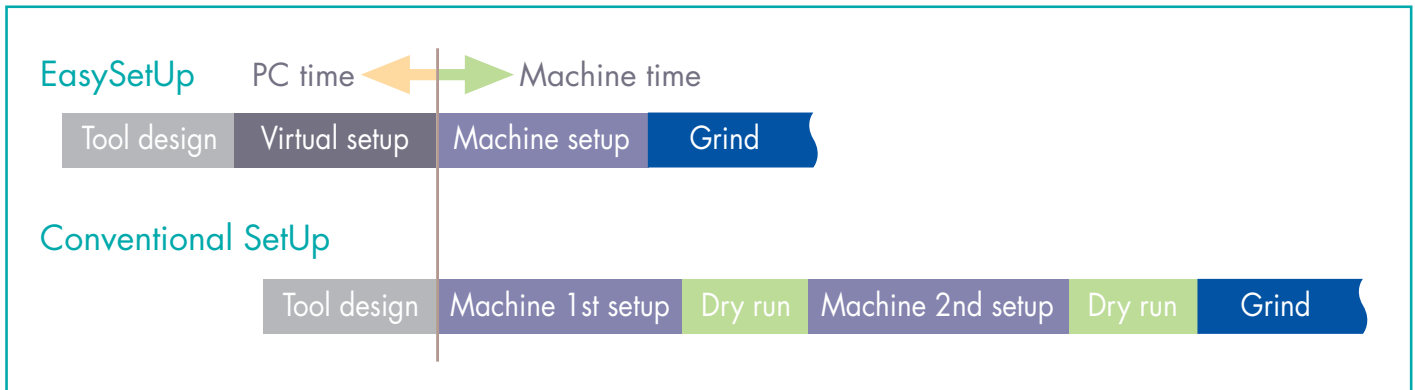 EasySetUp PC time Machine time
Tool design Virtual setup Machine setup Grind
Conventional SetUp
Tool design Machine 1st setup Dry run Machine 2nd setup Dry run Grind